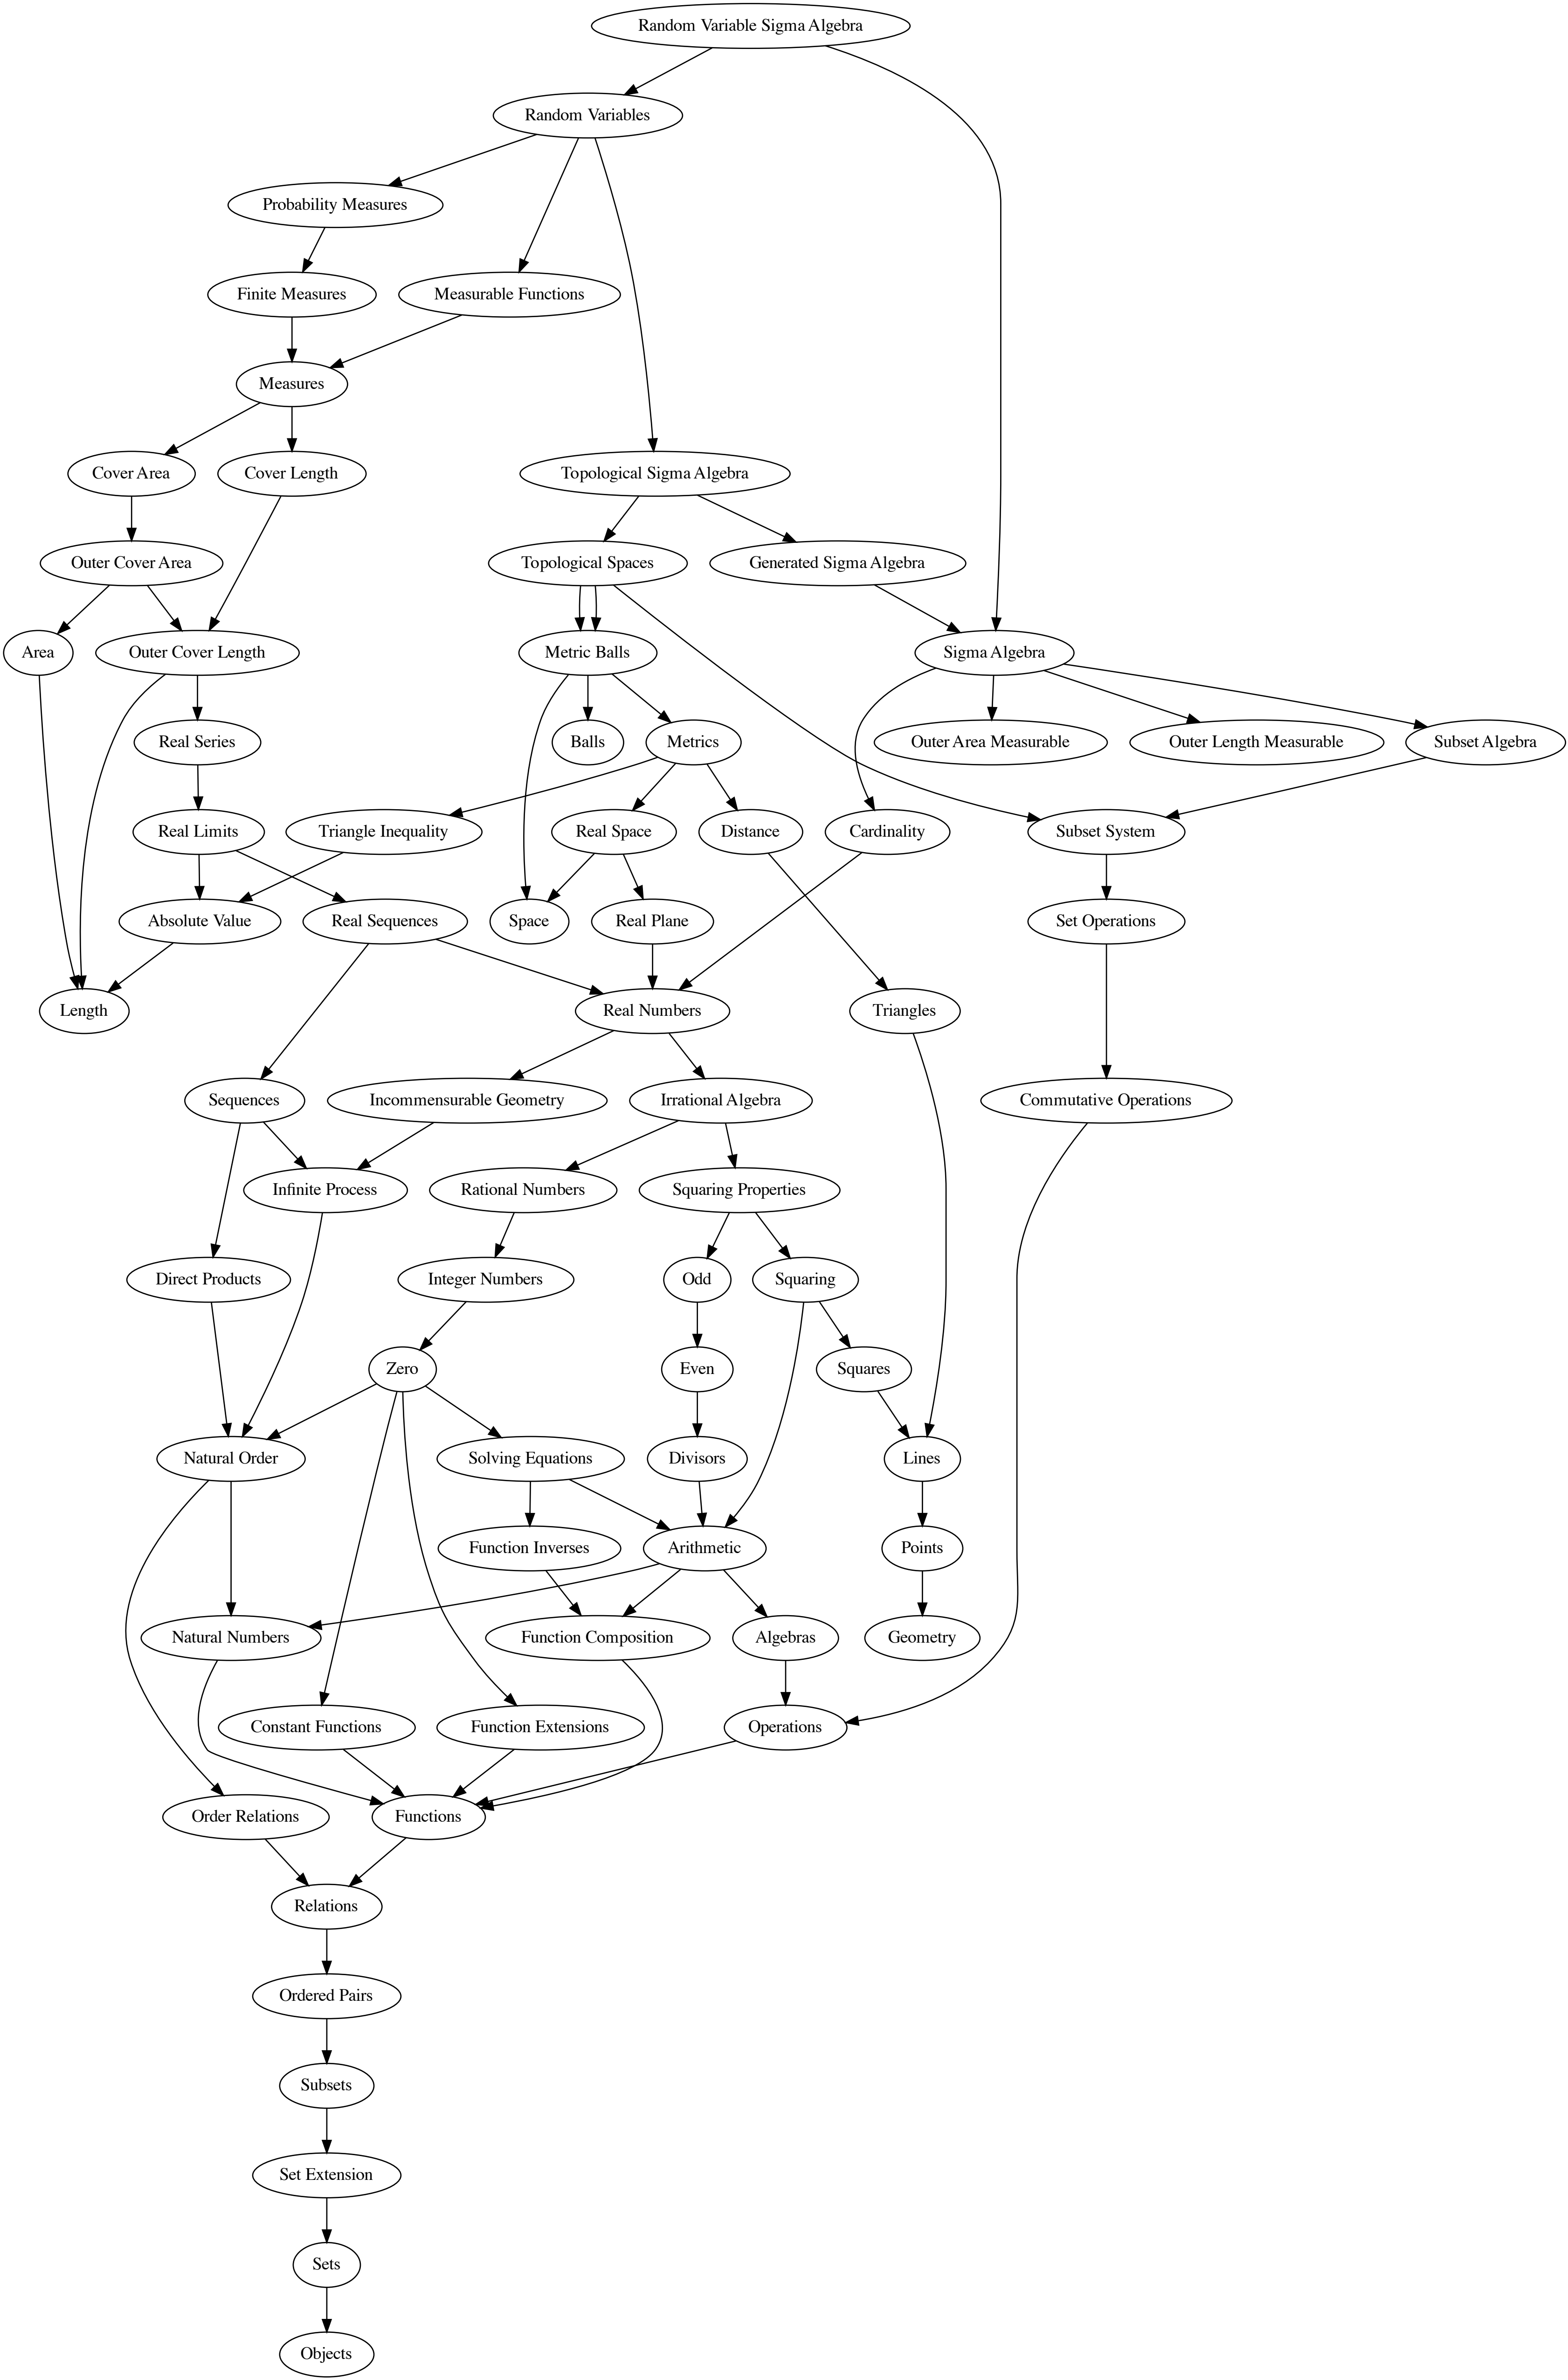 Random Variable Sigma Algebra
Random Variables
Probability Measures
Finite Measures
Measurable Functions
Measures
Cover Area
Cover Length
Topological Sigma Algebra
Outer Cover Area
Topological Spaces
Generated Sigma Algebra
Area
Outer Cover Length
Metric Balls
Sigma Algebra
Real Series
Balls
Metrics
Outer Area Measurable
Outer Length Measurable
Subset Algebra
Real Limits
Triangle Inequality
Real Space
Distance
Cardinality
Subset System
Absolute Value
Real Sequences
Space
Real Plane
Set Operations
Length
Real Numbers
Triangles
Sequences
Incommensurable Geometry
Irrational Algebra
Commutative Operations
Infinite Process
Rational Numbers
Squaring Properties
Direct Products
Integer Numbers
Odd
Squaring
Zero
Even
Squares
Natural Order
Solving Equations
Divisors
Lines
Function Inverses
Arithmetic
Points
Natural Numbers
Function Composition
Algebras
Geometry
Constant Functions
Function Extensions
Operations
Order Relations
Functions
Relations
Ordered Pairs
Subsets
Set Extension
Sets
Objects